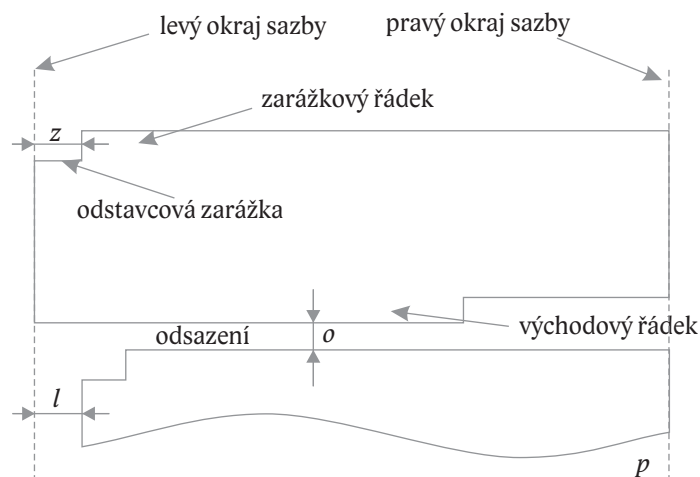 levý okraj sazby
pravý okraj sazby
zarážkový řádek
z
odstavcová zarážka
odsazení
o
východový řádek
l
p